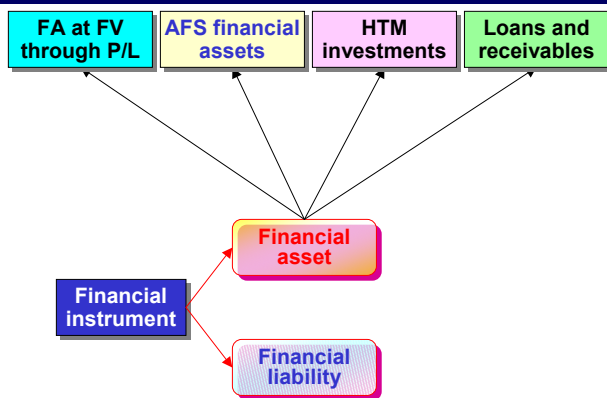 FA at FV
through P/L
AFS financial
assets
HTM
investments
Loans and
receivables
Financial
asset
Financial
instrument
Financial
liability